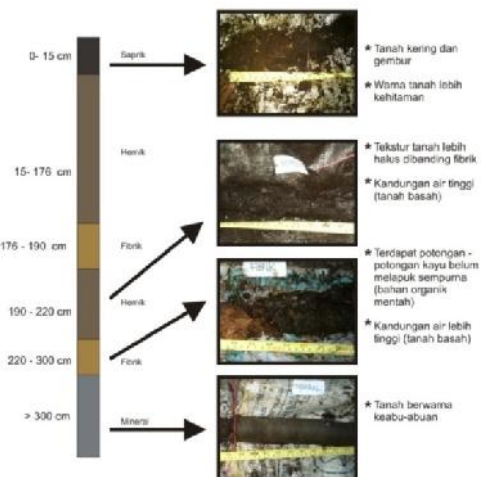 0- 15 cm
Saprik
* Tanah kering dan
gembur
* Warna tanah lebih
kehitaman
15- 176 cm
Hemik
* Tekstur tanah lebih
halus dibanding fibrik
* Kandungan air tinggi
(tanah basah)
176 - 190 cm
Fibrik
190 - 220 cm
Hemik
* Terdapat potongan -
potongan kayu belum
melapuk sempurna
(bahan organik
mentah)
* Kandungan air lebih
tinggi (tanah basah)
220 - 300 cm
Fibrik
> 300 cm
Mineral
* Tanah berwarna
keabu-abuan